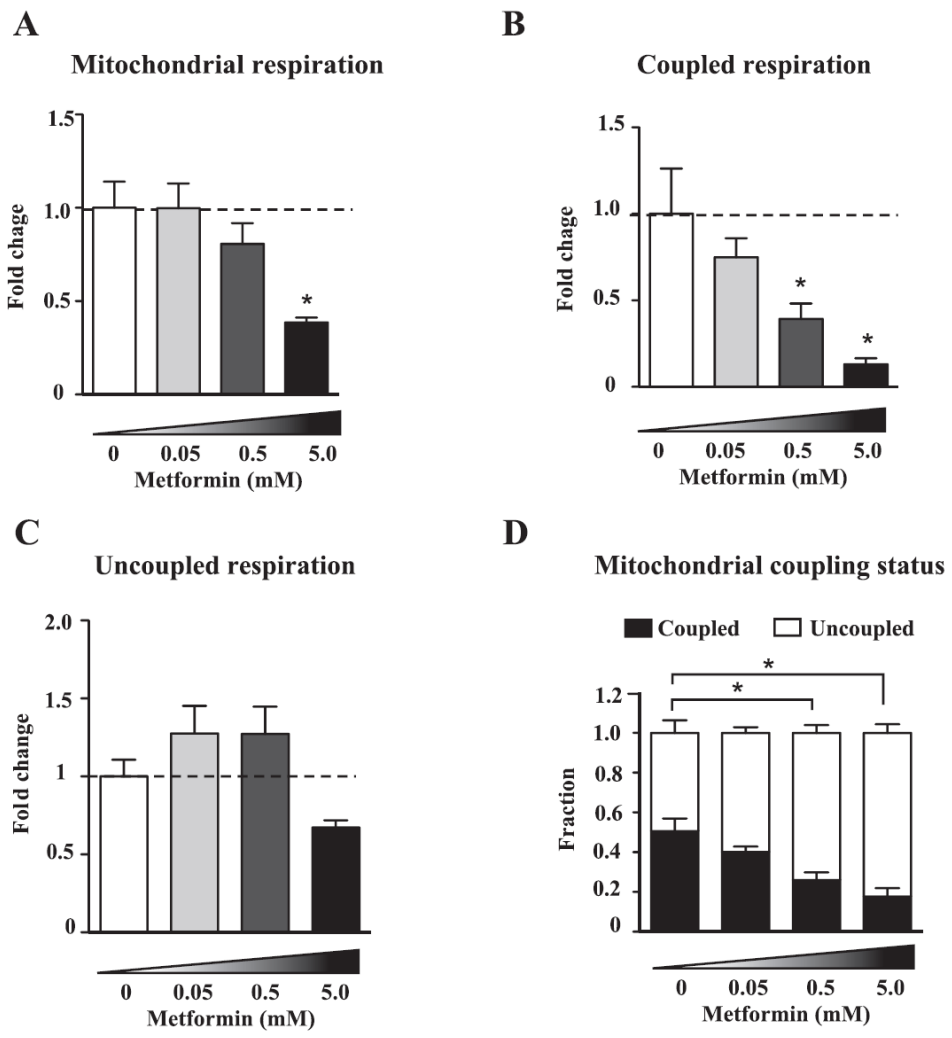 A
Mitochondrial respiration
Fold chage
1.5
1.0
0.5
0
*
0 0.05 0.5 5.0
Metformin (mM)
B
Coupled respiration
Fold chage
1.5
1.0
0.5
0
*
*
0 0.05 0.5 5.0
Metformin (mM)
C
Uncoupled respiration
Fold change
2.0
1.5
1
0.5
0
0 0.05 0.5 5.0
Metformin (mM)
D
Mitochondrial coupling status
Coupled Uncoupled
*
*
Fraction
1.2
1.0
0.8
0.6
0.4
0.2
0
0 0.05 0.5 5.0
Metformin (mM)